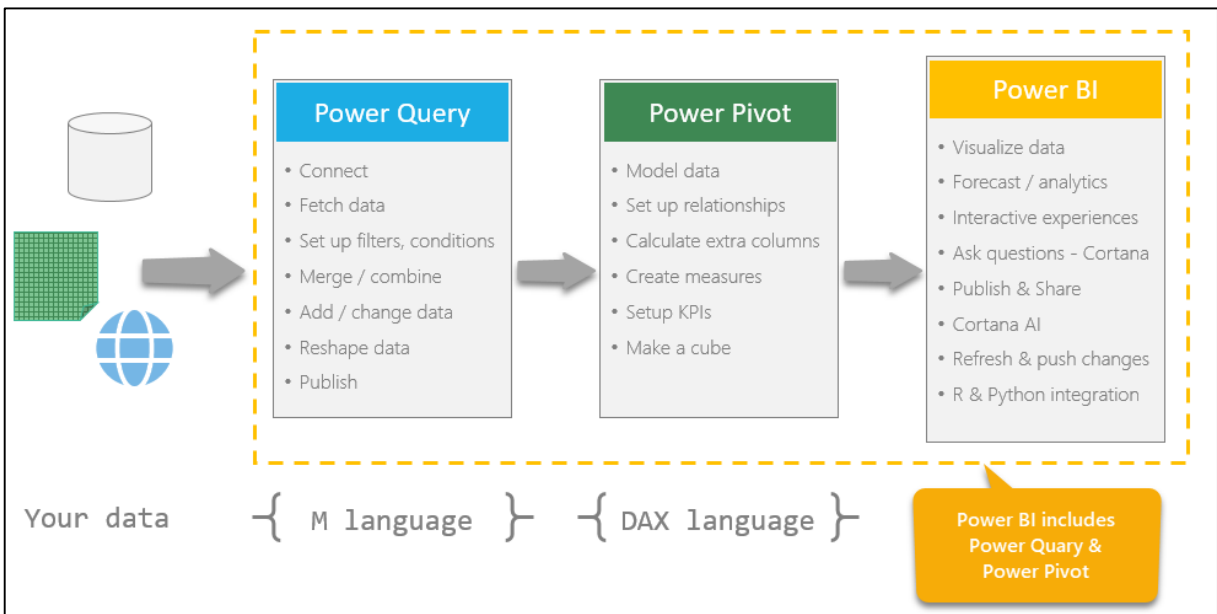 Power Query
• Connect
• Fetch data
• Set up filters, conditions
• Merge / combine
• Add / change data
• Reshape data
• Publish
Power Pivot
• Model data
• Set up relationships
• Calculate extra columns
• Create measures
• Setup KPIs
• Make a cube
Power BI
• Visualize data
• Forecast / analytics
• Interactive experiences
• Ask questions - Cortana
• Publish & Share
• Cortana AI
• Refresh & push changes
• R & Python integration
Your data
{ M language }
{ DAX language }
Power BI includes
Power Quary &
Power Pivot